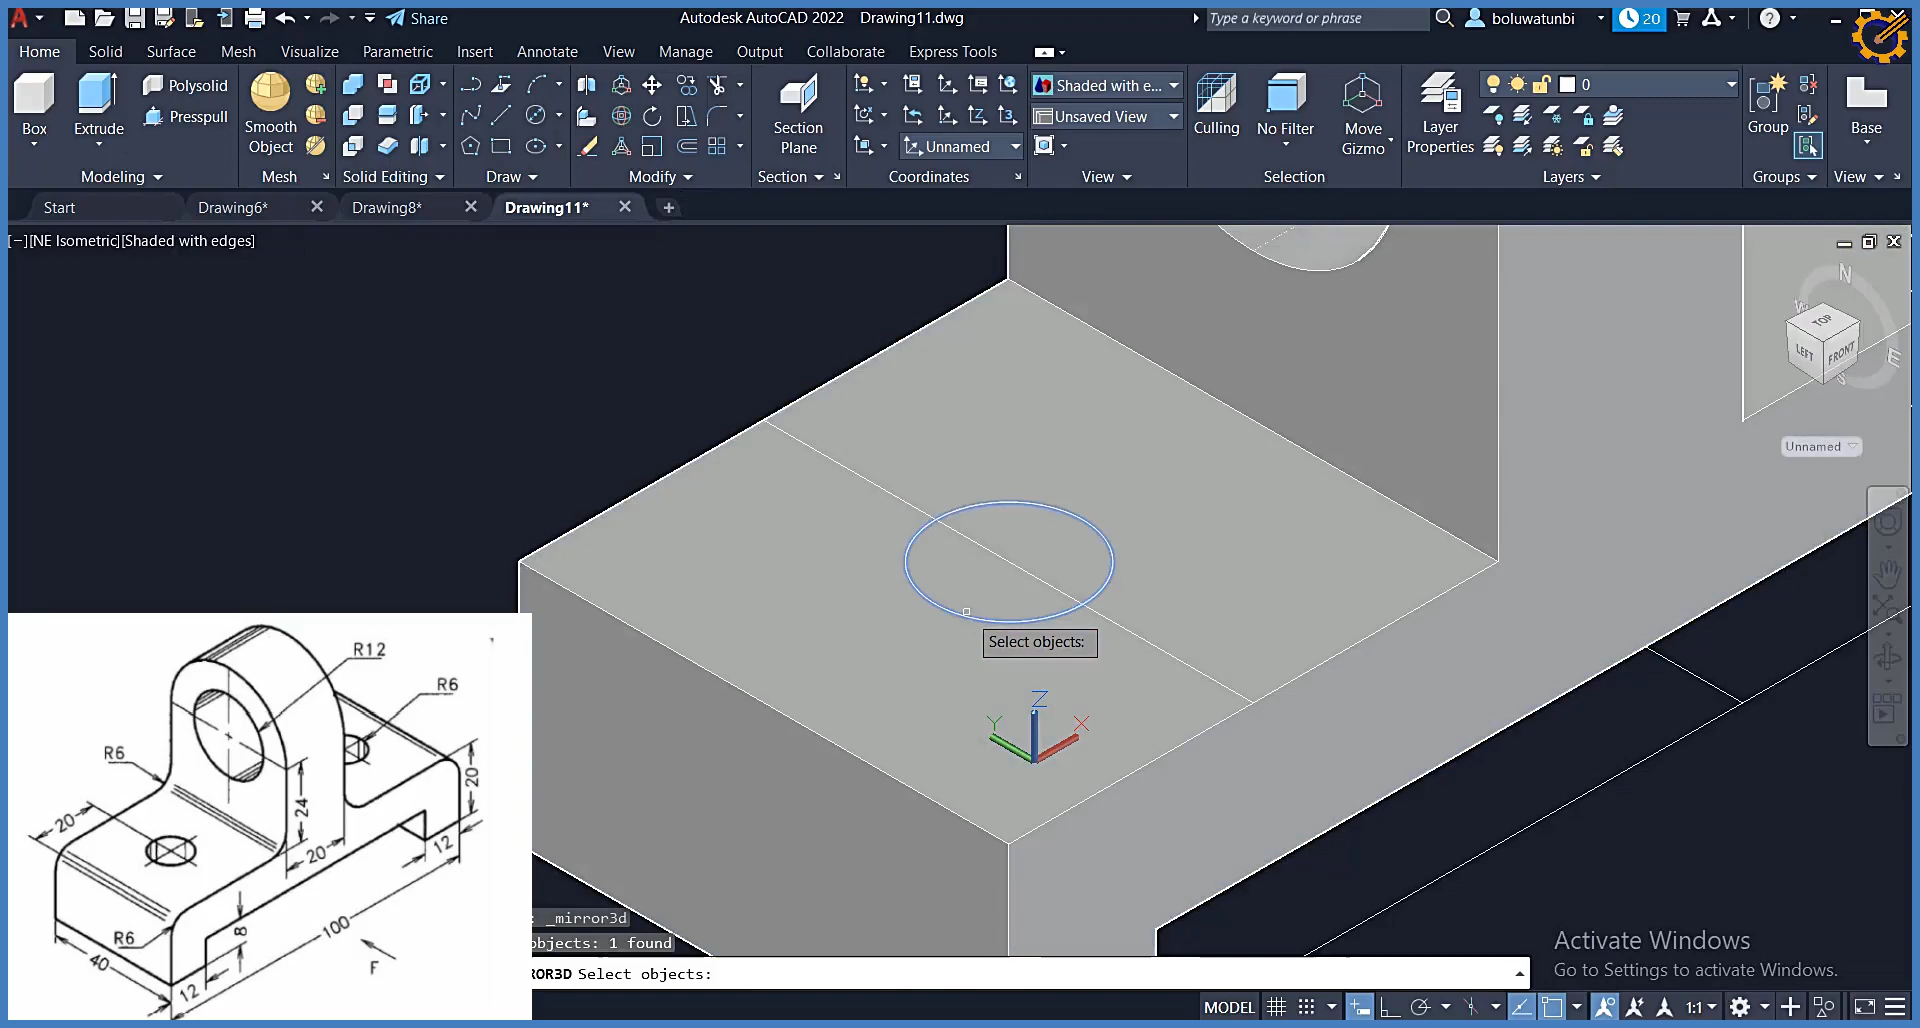 Share
Autodesk AutoCAD 2022 Drawing11.dwg
Type a keyword or phrase
boluwatunbi
20
Home Solid Surface Mesh Visualize Parametric Insert Annotate View Manage Output Collaborate Express Tools
Box
Extrude
Polysolid
Presspull
Smooth Object
Section Plane
Shaded with e...
Unsaved View
Unnamed
Culling
No Filter
Move Gizmo
Layer Properties
0
Group
Base
Modeling Mesh Solid Editing Draw Modify Section Coordinates View Selection Layers Groups View
Start Drawing6* Drawing8* Drawing11*
[−][NE Isometric][Shaded with edges]
N
W
E
S
TOP
LEFT
FRONT
Unnamed
Select objects:
Z
Y
X
R12
R6
R6
20
20
24
20
12
R6
8
100
40
12
F
: _mirror3d
objects: 1 found
ROR3D Select objects:
Activate Windows
Go to Settings to activate Windows.
MODEL
1:1